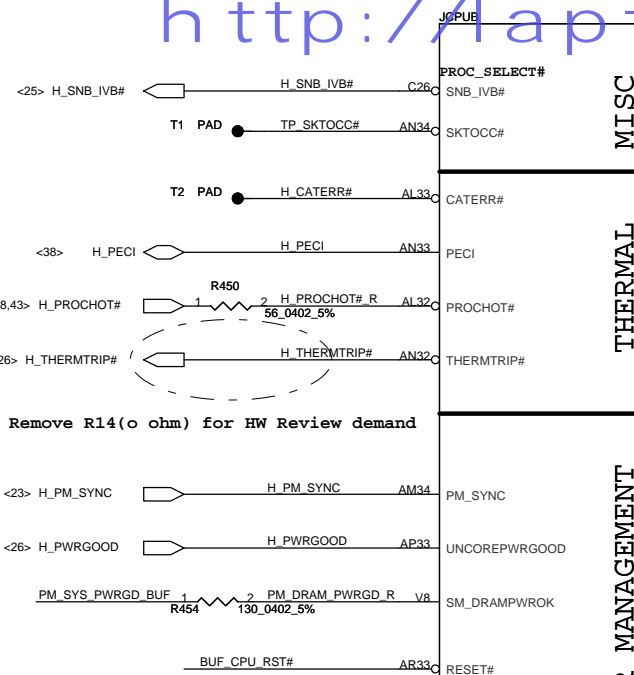 http://lapt
JCPUB
PROC_SELECT#
<25> H_SNB_IVB# H_SNB_IVB# C26 SNB_IVB#
T1 PAD TP_SKTOCC# AN34 SKTOCC#
MISC
T2 PAD H_CATERR# AL33 CATERR#
<38> H_PECI H_PECI AN33 PECI
R450
8,43> H_PROCHOT# 1 2 H_PROCHOT#_R AL32 PROCHOT#
56_0402_5%
26> H_THERMTRIP# H_THERMTRIP# AN32 THERMTRIP#
THERMAL
Remove R14(o ohm) for HW Review demand
<23> H_PM_SYNC H_PM_SYNC AM34 PM_SYNC
<26> H_PWRGOOD H_PWRGOOD AP33 UNCOREPWRGOOD
PM_SYS_PWRGD_BUF 1 2 PM_DRAM_PWRGD_R V8 SM_DRAMPWROK
R454 130_0402_5%
MANAGEMENT
BUF_CPU_RST# AR33 RESET#